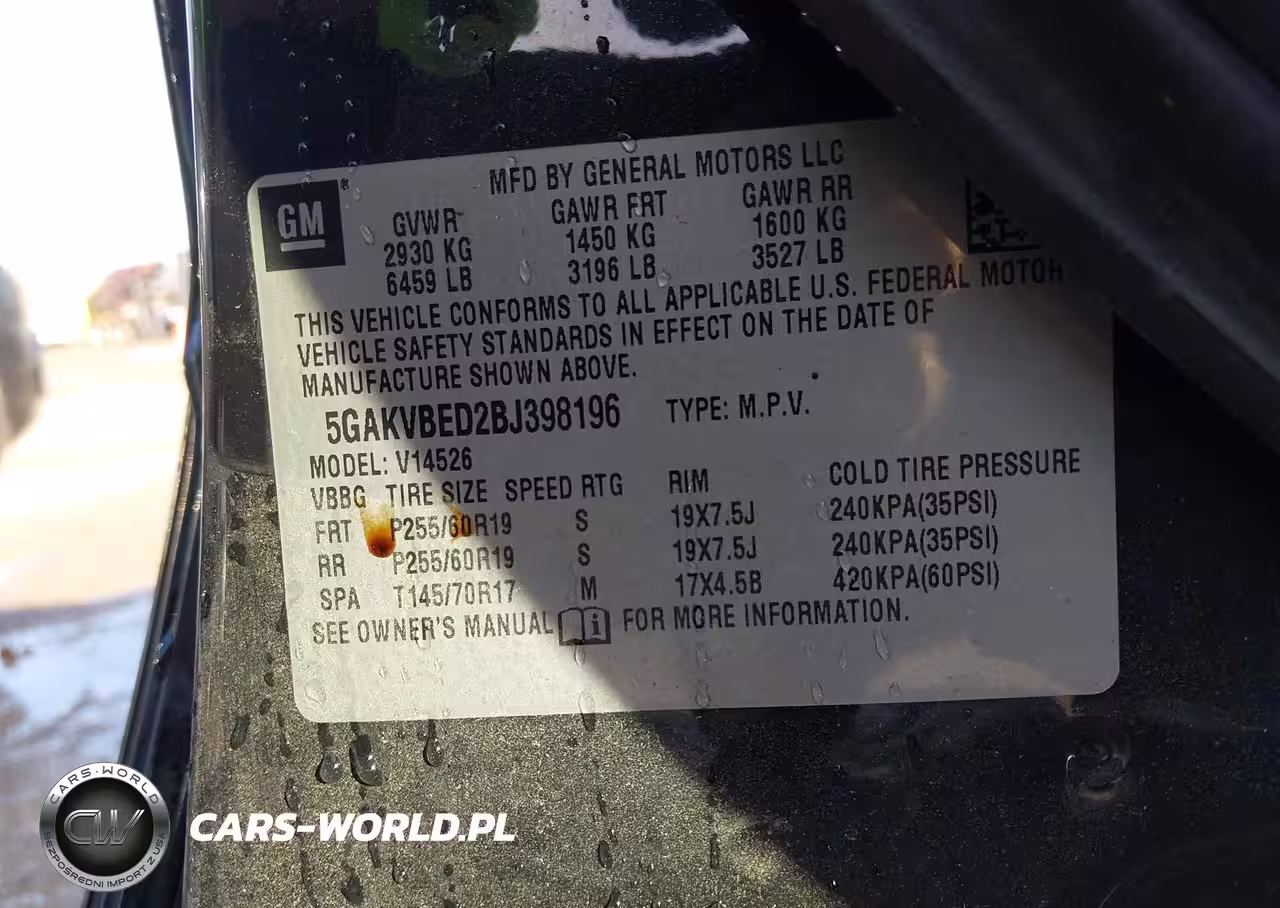 MFD BY GENERAL MOTORS LLC
GM
®
GVWR GAWR FRT GAWR RR
2930 KG 1450 KG 1600 KG
6459 LB 3196 LB 3527 LB
THIS VEHICLE CONFORMS TO ALL APPLICABLE U.S. FEDERAL MOTOR
VEHICLE SAFETY STANDARDS IN EFFECT ON THE DATE OF
MANUFACTURE SHOWN ABOVE.
5GAKVBED2BJ398196 TYPE: M.P.V.
MODEL: V14526
VBBG TIRE SIZE SPEED RTG RIM COLD TIRE PRESSURE
FRT P255/60R19 S 19X7.5J 240KPA(35PSI)
RR P255/60R19 S 19X7.5J 240KPA(35PSI)
SPA T145/70R17 M 17X4.5B 420KPA(60PSI)
SEE OWNER'S MANUAL i FOR MORE INFORMATION.
CARS-WORLD
CW
BEZPOŚREDNI IMPORT Z USA
CARS-WORLD.PL